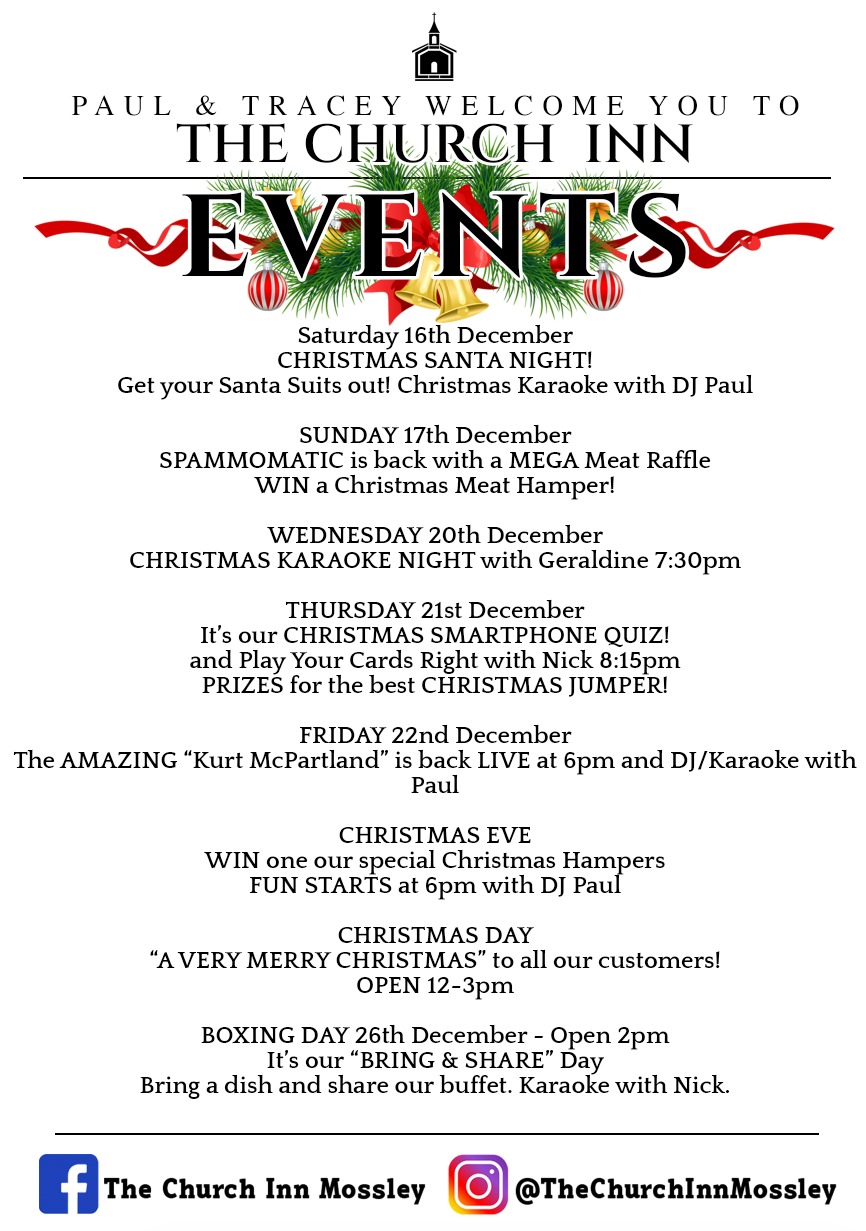 PAUL & TRACEY WELCOME YOU TO
THE CHURCH INN
EVENTS
Saturday 16th December
CHRISTMAS SANTA NIGHT!
Get your Santa Suits out! Christmas Karaoke with DJ Paul
SUNDAY 17th December
SPAMMOMATIC is back with a MEGA Meat Raffle
WIN a Christmas Meat Hamper!
WEDNESDAY 20th December
CHRISTMAS KARAOKE NIGHT with Geraldine 7:30pm
THURSDAY 21st December
It’s our CHRISTMAS SMARTPHONE QUIZ!
and Play Your Cards Right with Nick 8:15pm
PRIZES for the best CHRISTMAS JUMPER!
FRIDAY 22nd December
The AMAZING “Kurt McPartland” is back LIVE at 6pm and DJ/Karaoke with
Paul
CHRISTMAS EVE
WIN one our special Christmas Hampers
FUN STARTS at 6pm with DJ Paul
CHRISTMAS DAY
“A VERY MERRY CHRISTMAS” to all our customers!
OPEN 12-3pm
BOXING DAY 26th December - Open 2pm
It’s our “BRING & SHARE” Day
Bring a dish and share our buffet. Karaoke with Nick.
The Church Inn Mossley @TheChurchInnMossley